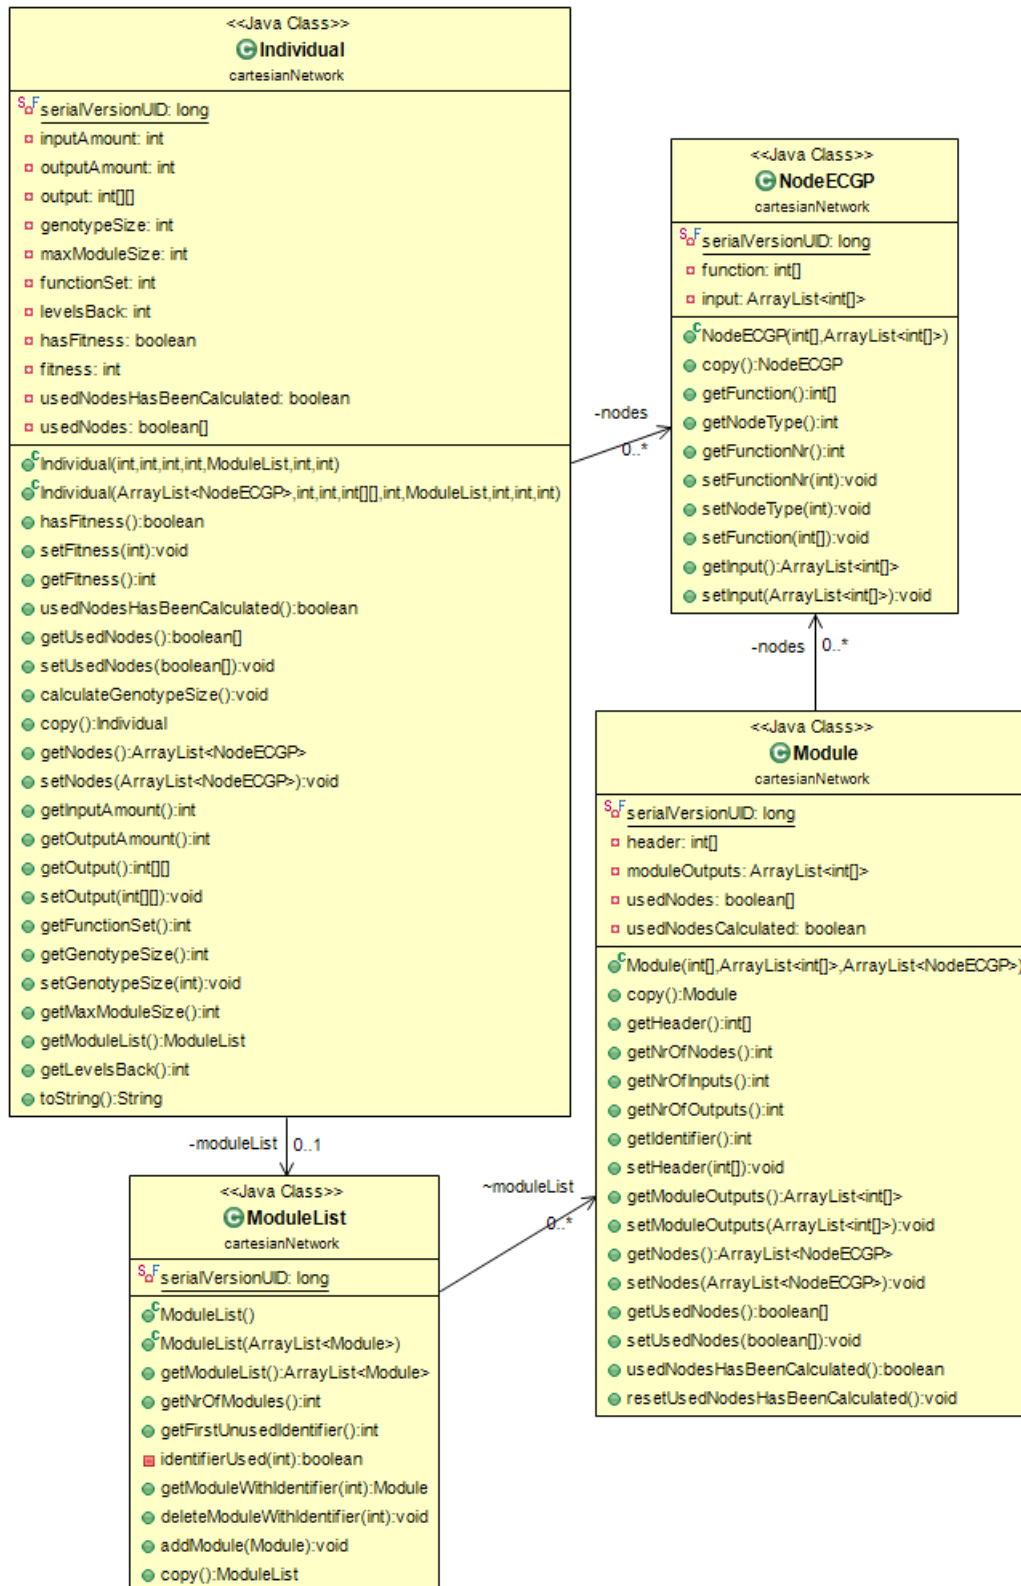 <<Java Class>>
Individual
cartesianNetwork
serialVersionUID: long
inputAmount: int
outputAmount: int
output: int[][]
genotypeSize: int
maxModuleSize: int
functionSet: int
levelsBack: int
hasFitness: boolean
fitness: int
usedNodesHasBeenCalculated: boolean
usedNodes: boolean[]
Individual(int,int,int,int,ModuleList,int,int)
Individual(ArrayList<NodeECGP>,int,int,int[][],int,ModuleList,int,int,int)
hasFitness():boolean
setFitness(int):void
getFitness():int
usedNodesHasBeenCalculated():boolean
getUsedNodes():boolean[]
setUsedNodes(boolean[]):void
calculateGenotypeSize():void
copy():Individual
getNodes():ArrayList<NodeECGP>
setNodes(ArrayList<NodeECGP>):void
getInputAmount():int
getOutputAmount():int
getOutput():int[][]
setOutput(int[][]):void
getFunctionSet():int
getGenotypeSize():int
setGenotypeSize(int):void
getMaxModuleSize():int
getModuleList():ModuleList
getLevelsBack():int
toString():String
-nodes
0..*
<<Java Class>>
NodeECGP
cartesianNetwork
serialVersionUID: long
function: int[]
input: ArrayList<int[]>
NodeECGP(int[],ArrayList<int[]>)
copy():NodeECGP
getFunction():int[]
getNodeType():int
getFunctionNr():int
setFunctionNr(int):void
setNodeType(int):void
setFunction(int[]):void
getInput():ArrayList<int[]>
setInput(ArrayList<int[]>):void
-nodes 0..*
<<Java Class>>
Module
cartesianNetwork
serialVersionUID: long
header: int[]
moduleOutputs: ArrayList<int[]>
usedNodes: boolean[]
usedNodesCalculated: boolean
Module(int[],ArrayList<int[]>,ArrayList<NodeECGP>)
copy():Module
getHeader():int[]
getNrOfNodes():int
getNrOfInputs():int
getNrOfOutputs():int
getIdentifier():int
setHeader(int[]):void
getModuleOutputs():ArrayList<int[]>
setModuleOutputs(ArrayList<int[]>):void
getNodes():ArrayList<NodeECGP>
setNodes(ArrayList<NodeECGP>):void
getUsedNodes():boolean[]
setUsedNodes(boolean[]):void
usedNodesHasBeenCalculated():boolean
resetUsedNodesHasBeenCalculated():void
-moduleList 0..1
~moduleList
0..*
<<Java Class>>
ModuleList
cartesianNetwork
serialVersionUID: long
ModuleList()
ModuleList(ArrayList<Module>)
getModuleList():ArrayList<Module>
getNrOfModules():int
getFirstUnusedIdentifier():int
identifierUsed(int):boolean
getModuleWithIdentifier(int):Module
deleteModuleWithIdentifier(int):void
addModule(Module):void
copy():ModuleList